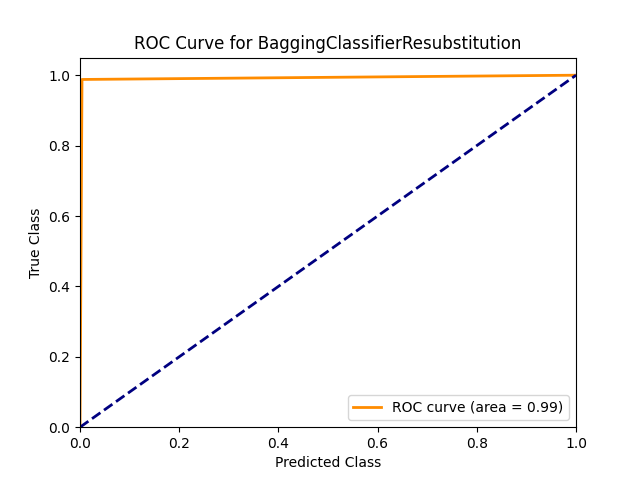 ROC Curve for BaggingClassifierResubstitution
1.0
0.8
0.6
0.4
0.2
0.0
True Class
0.0 0.2 0.4 0.6 0.8 1.0
Predicted Class
ROC curve (area = 0.99)